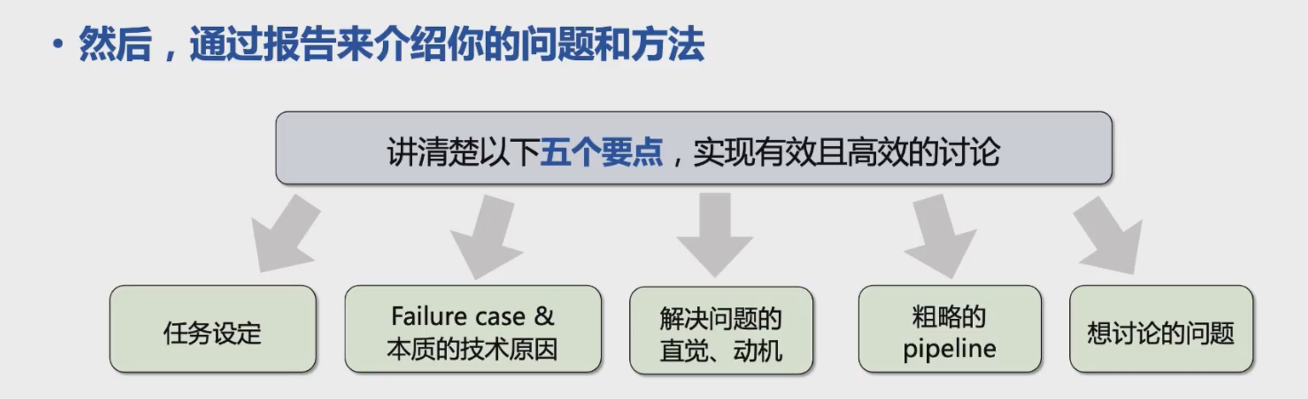 • 然后，通过报告来介绍你的问题和方法
讲清楚以下五个要点，实现有效且高效的讨论
任务设定
Failure case &
本质的技术原因
解决问题的
直觉、动机
粗略的
pipeline
想讨论的问题